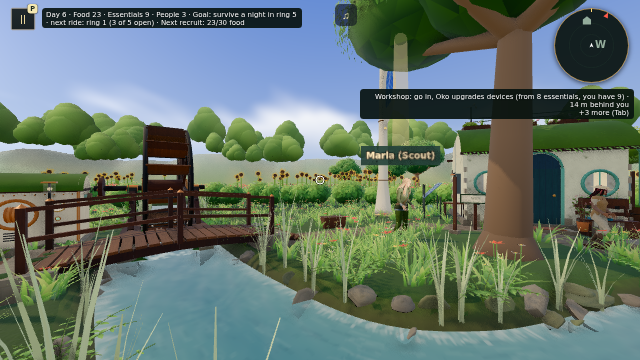 P
Day 6 · Food 23 · Essentials 9 · People 3 · Goal: survive a night in ring 5
· next ride: ring 1 (3 of 5 open) · Next recruit: 23/30 food
W
Workshop: go in, Oko upgrades devices (from 8 essentials, you have 9) ·
14 m behind you
+3 more (Tab)
Maria (Scout)